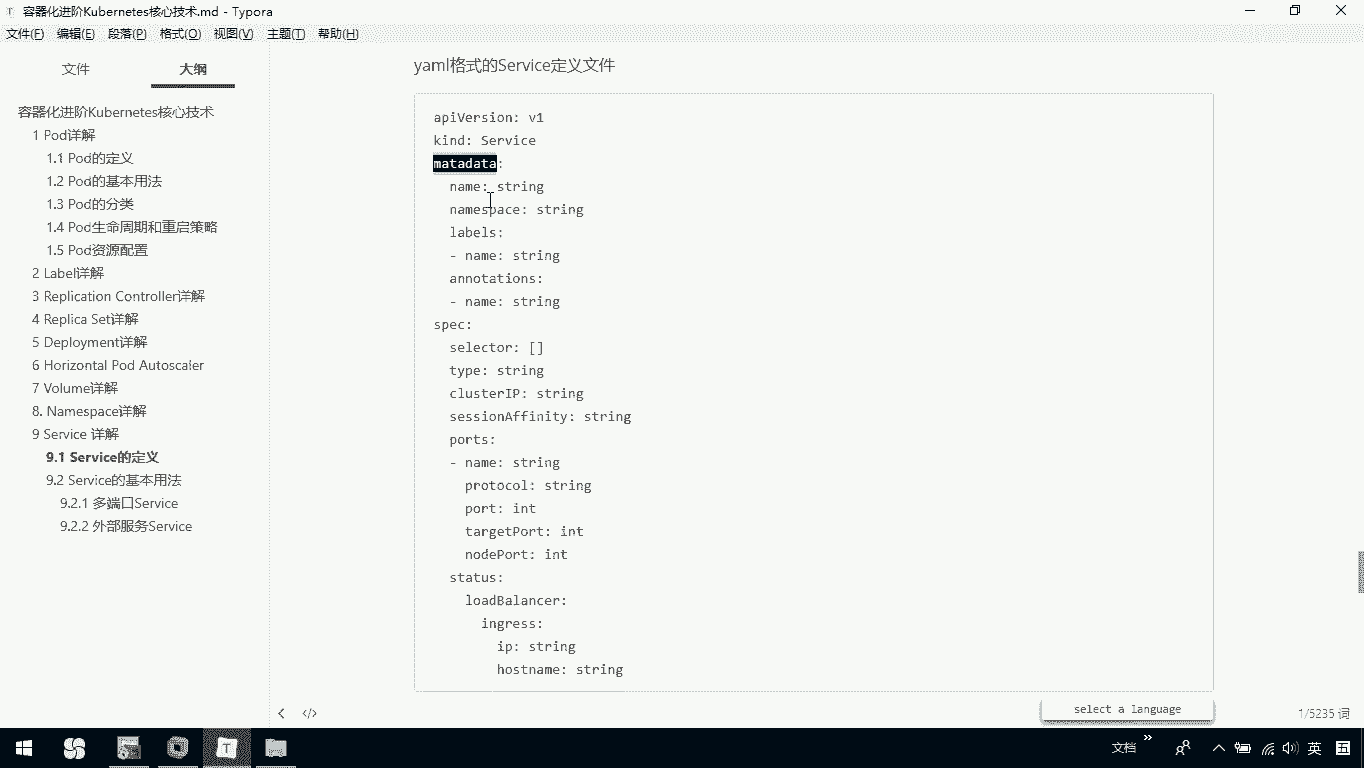 容器化进阶Kubernetes核心技术.md - Typora
文件(F) 编辑(E) 段落(P) 格式(O) 视图(V) 主题(T) 帮助(H)
文件 大纲
容器化进阶Kubernetes核心技术
1 Pod详解
1.1 Pod的定义
1.2 Pod的基本用法
1.3 Pod的分类
1.4 Pod生命周期和重启策略
1.5 Pod资源配置
2 Label详解
3 Replication Controller详解
4 Replica Set详解
5 Deployment详解
6 Horizontal Pod Autoscaler
7 Volume详解
8. Namespace详解
9 Service 详解
9.1 Service的定义
9.2 Service的基本用法
9.2.1 多端口Service
9.2.2 外部服务Service
yaml格式的Service定义文件
apiVersion: v1
kind: Service
matadata:
  name: string
  namespace: string
  labels:
  - name: string
  annotations:
  - name: string
spec:
  selector: []
  type: string
  clusterIP: string
  sessionAffinity: string
  ports:
  - name: string
    protocol: string
    port: int
    targetPort: int
    nodePort: int
  status:
    loadBalancer:
      ingress:
        ip: string
        hostname: string
select a language
1/5235 词
文档 英 五